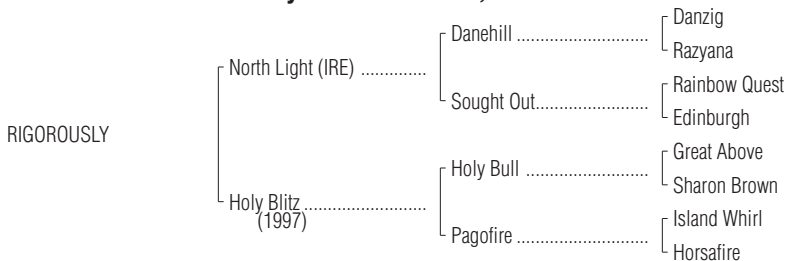 Danzig
Danehill
Razyana
North Light (IRE)
Rainbow Quest
Sought Out
Edinburgh
RIGOROUSLY
Great Above
Holy Bull
Sharon Brown
Holy Blitz
(1997)
Island Whirl
Pagofire
Horsafire